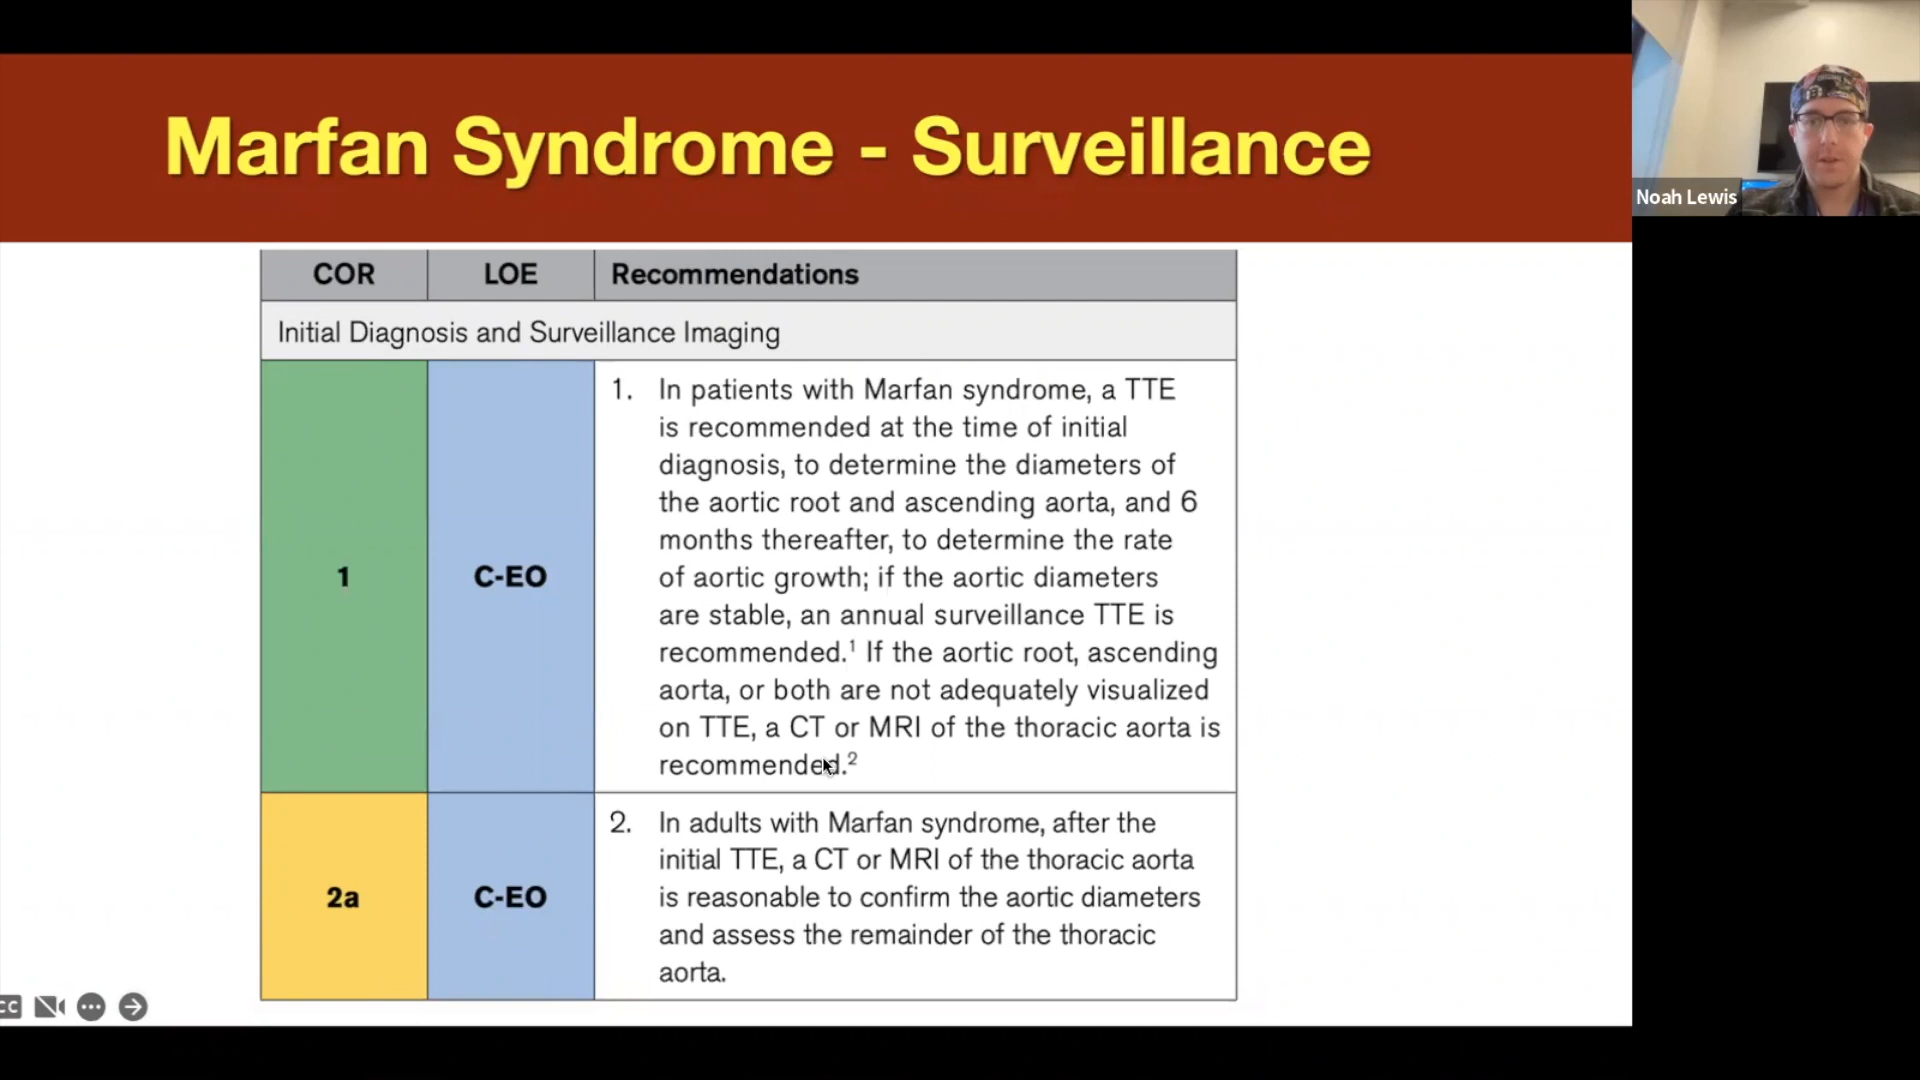 Marfan Syndrome - Surveillance
Noah Lewis
COR LOE Recommendations
Initial Diagnosis and Surveillance Imaging
1 C-EO
1. In patients with Marfan syndrome, a TTE
is recommended at the time of initial
diagnosis, to determine the diameters of
the aortic root and ascending aorta, and 6
months thereafter, to determine the rate
of aortic growth; if the aortic diameters
are stable, an annual surveillance TTE is
recommended.¹ If the aortic root, ascending
aorta, or both are not adequately visualized
on TTE, a CT or MRI of the thoracic aorta is
recommended.²
2a C-EO
2. In adults with Marfan syndrome, after the
initial TTE, a CT or MRI of the thoracic aorta
is reasonable to confirm the aortic diameters
and assess the remainder of the thoracic
aorta.
CC